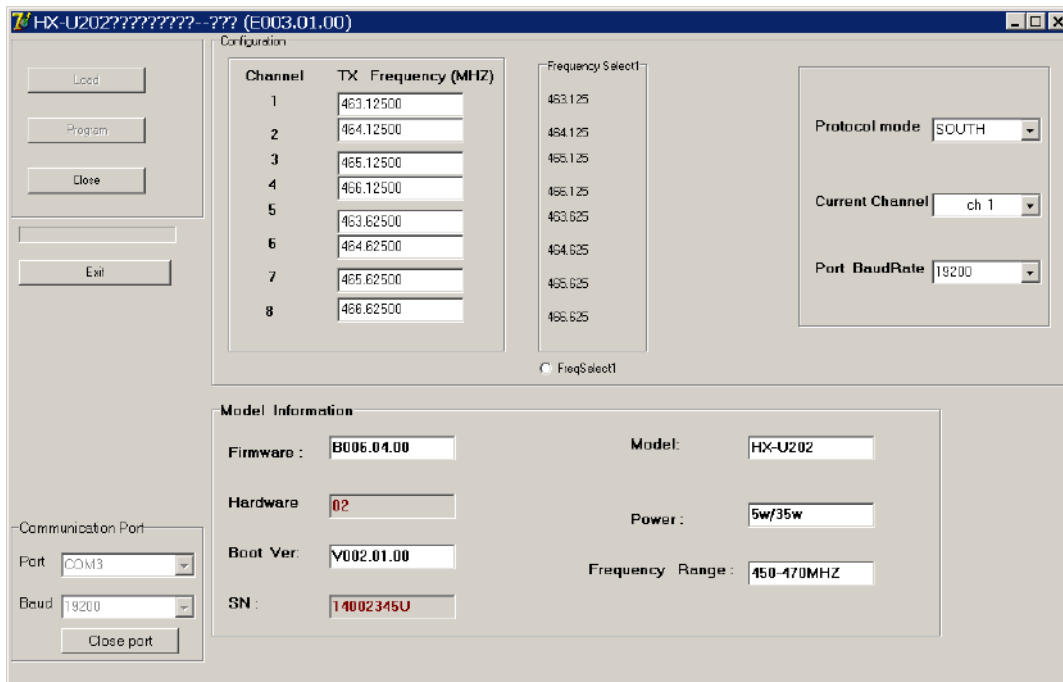 HX-U202?????????--??? (E003.01.00)
Load
Program
Close
Exit
Configuration
Channel TX Frequency (MHZ)
1 463.12500
2 464.12500
3 465.12500
4 466.12500
5 463.62500
6 464.62500
7 465.62500
8 466.62500
Frequency Select1
463.125
464.125
465.125
466.125
463.625
464.625
465.625
466.625
FreqSelect1
Protocol mode SOUTH
Current Channel ch 1
Port BaudRate 19200
Model Information
Firmware : B006.04.00
Hardware 02
Boot Ver: V002.01.00
SN : 14002345U
Model: HX-U202
Power : 5w/35w
Frequency Range : 450-470MHZ
Communication Port
Port COM3
Baud 19200
Close port